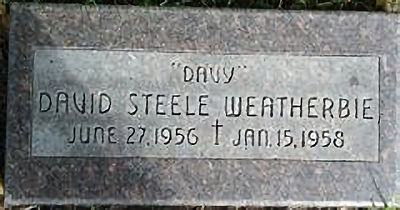 "DAVY"
DAVID STEELE WEATHERBIE
JUNE 27, 1956 † JAN. 15, 1958